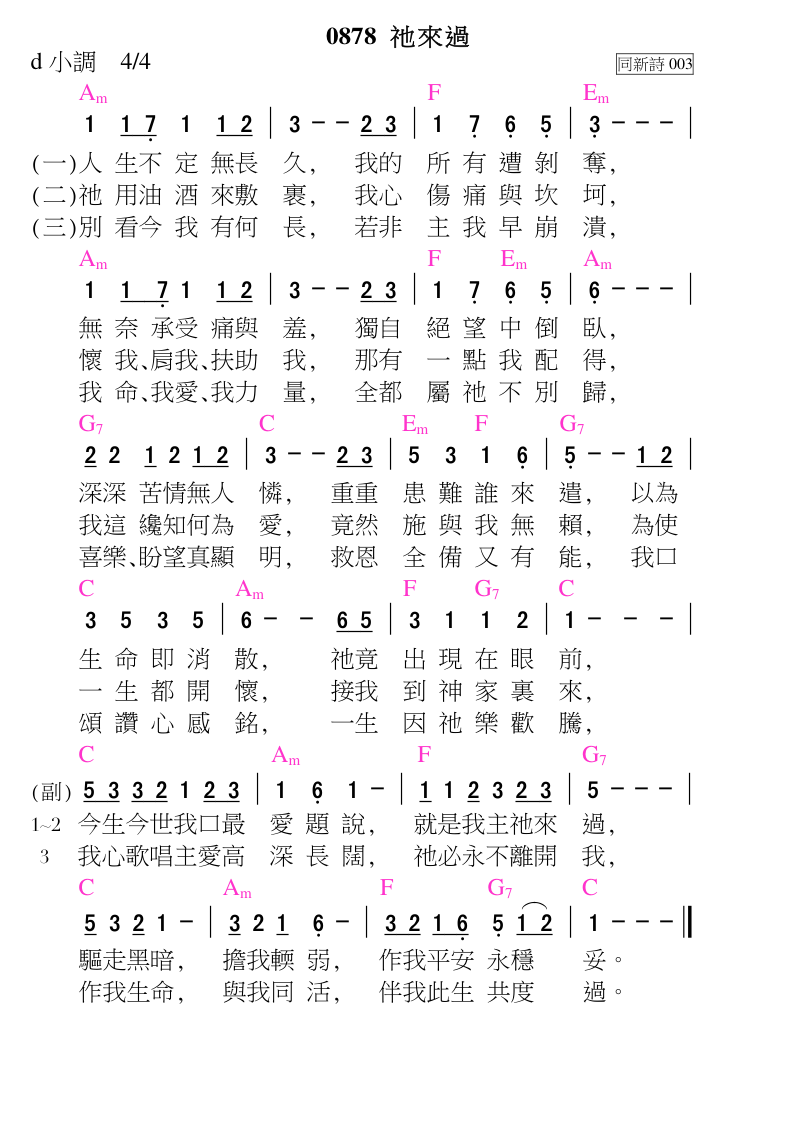 0878 祂來過
d 小調 4/4 同新詩 003
Am F Em
1 1 7 1 1 2 | 3 - - 2 3 | 1 7 6 5 | 3 - - - |
(一)人 生不 定 無長 久， 我的 所 有 遭 剝 奪，
(二)祂 用油 酒 來敷 裹， 我心 傷 痛 與 坎 坷，
(三)別 看今 我 有何 長， 若非 主 我 早 崩 潰，
Am F Em Am
1 1 7 1 1 2 | 3 - - 2 3 | 1 7 6 5 | 6 - - - |
無 奈 承受 痛與 羞， 獨自 絕 望 中 倒 臥，
懷 我、肩我、扶助 我， 那有 一 點 我 配 得，
我 命、我愛、我力 量， 全都 屬 祂 不 別 歸，
G7 C Em F G7
2 2 1 2 1 2 | 3 - - 2 3 | 5 3 1 6 | 5 - - 1 2 |
深深 苦情無人 憐， 重重 患 難 誰 來 遣， 以為
我這 纔知何為 愛， 竟然 施 與 我 無 賴， 為使
喜樂、盼望真顯 明， 救恩 全 備 又 有 能， 我口
C Am F G7 C
3 5 3 5 | 6 - - 6 5 | 3 1 1 2 | 1 - - - |
生 命 即 消 散， 祂竟 出 現 在 眼 前，
一 生 都 開 懷， 接我 到 神 家 裏 來，
頌 讚 心 感 銘， 一生 因 祂 樂 歡 騰，
C Am F G7
(副) 5 3 3 2 1 2 3 | 1 6 1 - | 1 1 2 3 2 3 | 5 - - - |
1~2 今生今世我口最 愛 題 說， 就是我主祂來 過，
3 我心歌唱主愛高 深 長 闊， 祂必永不離開 我，
C Am F G7 C
5 3 2 1 - | 3 2 1 6 - | 3 2 1 6 5 1 2 | 1 - - - ||
驅走黑暗， 擔我輭 弱， 作我平安 永穩 妥。
作我生命， 與我同 活， 伴我此生 共度 過。